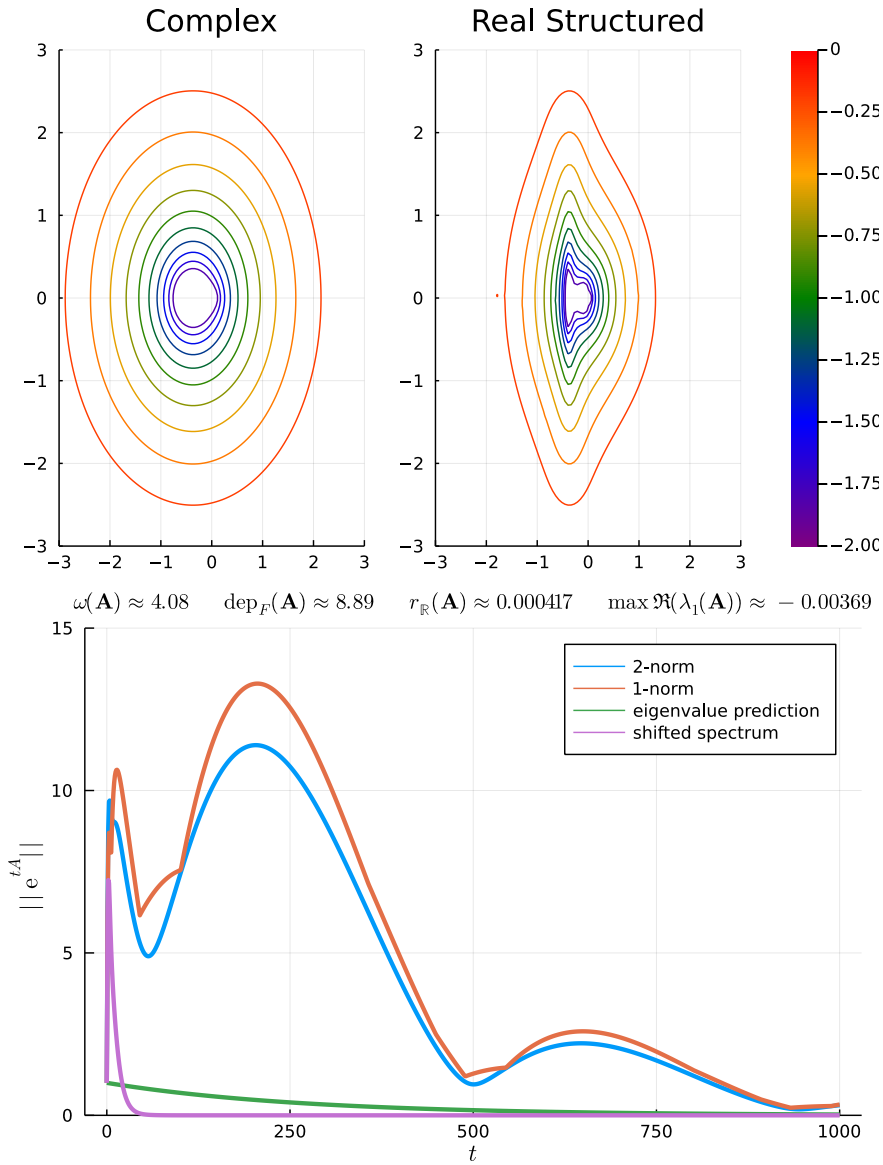 Complex
Real Structured
3
2
1
0
−1
−2
−3
−3 −2 −1 0 1 2 3
3
2
1
0
−1
−2
−3
−3 −2 −1 0 1 2 3
0
−0.25
−0.50
−0.75
−1.00
−1.25
−1.50
−1.75
−2.00
ω(A) ≈ 4.08 dep_F(A) ≈ 8.89 r_ℝ(A) ≈ 0.000417 max ℜ(λ₁(A)) ≈ − 0.00369
15
10
5
0
||e^{tA}||
2-norm
1-norm
eigenvalue prediction
shifted spectrum
0 250 500 750 1000
t